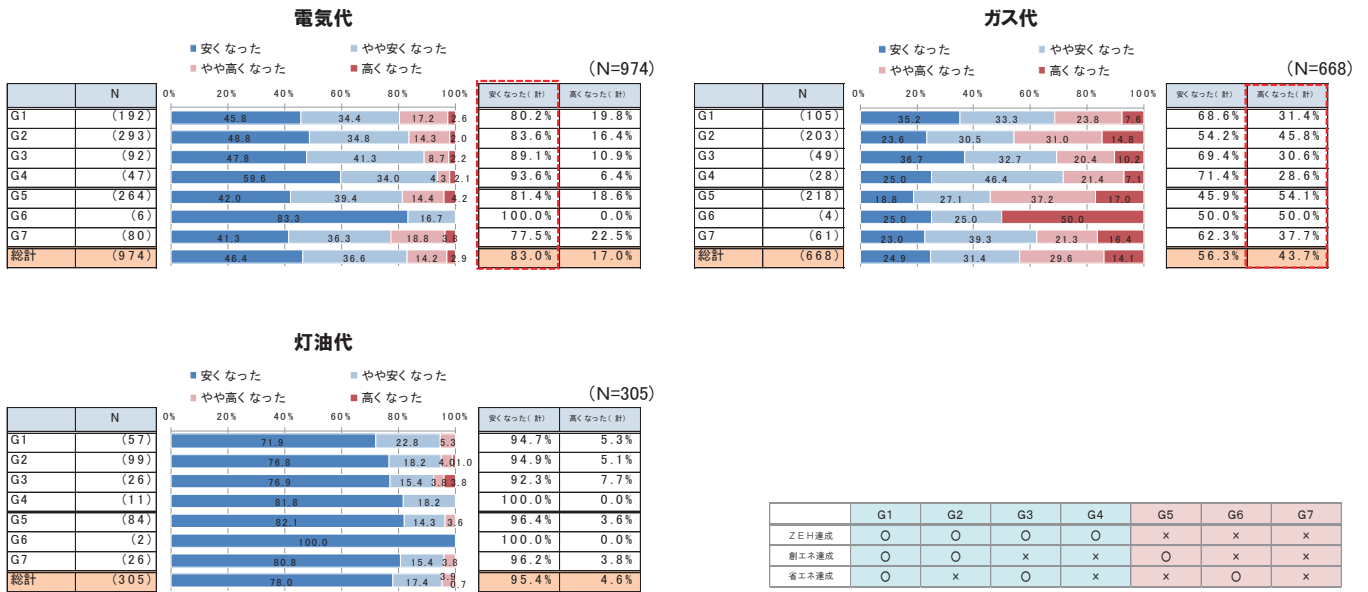 電気代
■ 安くなった ■ やや安くなった
■ やや高くなった ■ 高くなった
(N=974)
N 0% 20% 40% 60% 80% 100% 安くなった(計) 高くなった(計)
G1 (192) 45.8 34.4 17.2 2.6 80.2% 19.8%
G2 (293) 48.8 34.8 14.3 2.0 83.6% 16.4%
G3 (92) 47.8 41.3 8.7 2.2 89.1% 10.9%
G4 (47) 59.6 34.0 4.3 2.1 93.6% 6.4%
G5 (264) 42.0 39.4 14.4 4.2 81.4% 18.6%
G6 (6) 83.3 16.7 100.0% 0.0%
G7 (80) 41.3 36.3 18.8 3.8 77.5% 22.5%
総計 (974) 46.4 36.6 14.2 2.9 83.0% 17.0%
ガス代
■ 安くなった ■ やや安くなった
■ やや高くなった ■ 高くなった
(N=668)
N 0% 20% 40% 60% 80% 100% 安くなった(計) 高くなった(計)
G1 (105) 35.2 33.3 23.8 7.6 68.6% 31.4%
G2 (203) 23.6 30.5 31.0 14.8 54.2% 45.8%
G3 (49) 36.7 32.7 20.4 10.2 69.4% 30.6%
G4 (28) 25.0 46.4 21.4 7.1 71.4% 28.6%
G5 (218) 18.8 27.1 37.2 17.0 45.9% 54.1%
G6 (4) 25.0 25.0 50.0 50.0% 50.0%
G7 (61) 23.0 39.3 21.3 16.4 62.3% 37.7%
総計 (668) 24.9 31.4 29.6 14.1 56.3% 43.7%
灯油代
■ 安くなった ■ やや安くなった
■ やや高くなった ■ 高くなった
(N=305)
N 0% 20% 40% 60% 80% 100% 安くなった(計) 高くなった(計)
G1 (57) 71.9 22.8 5.3 94.7% 5.3%
G2 (99) 76.8 18.2 4.0 1.0 94.9% 5.1%
G3 (26) 76.9 15.4 3.8 3.8 92.3% 7.7%
G4 (11) 81.8 18.2 100.0% 0.0%
G5 (84) 82.1 14.3 3.6 96.4% 3.6%
G6 (2) 100.0 100.0% 0.0%
G7 (26) 80.8 15.4 3.8 96.2% 3.8%
総計 (305) 78.0 17.4 3.9 0.7 95.4% 4.6%
G1 G2 G3 G4 G5 G6 G7
ZEH達成 ○ ○ ○ ○ × × ×
創エネ達成 ○ ○ × × ○ × ×
省エネ達成 ○ × ○ × × ○ ×